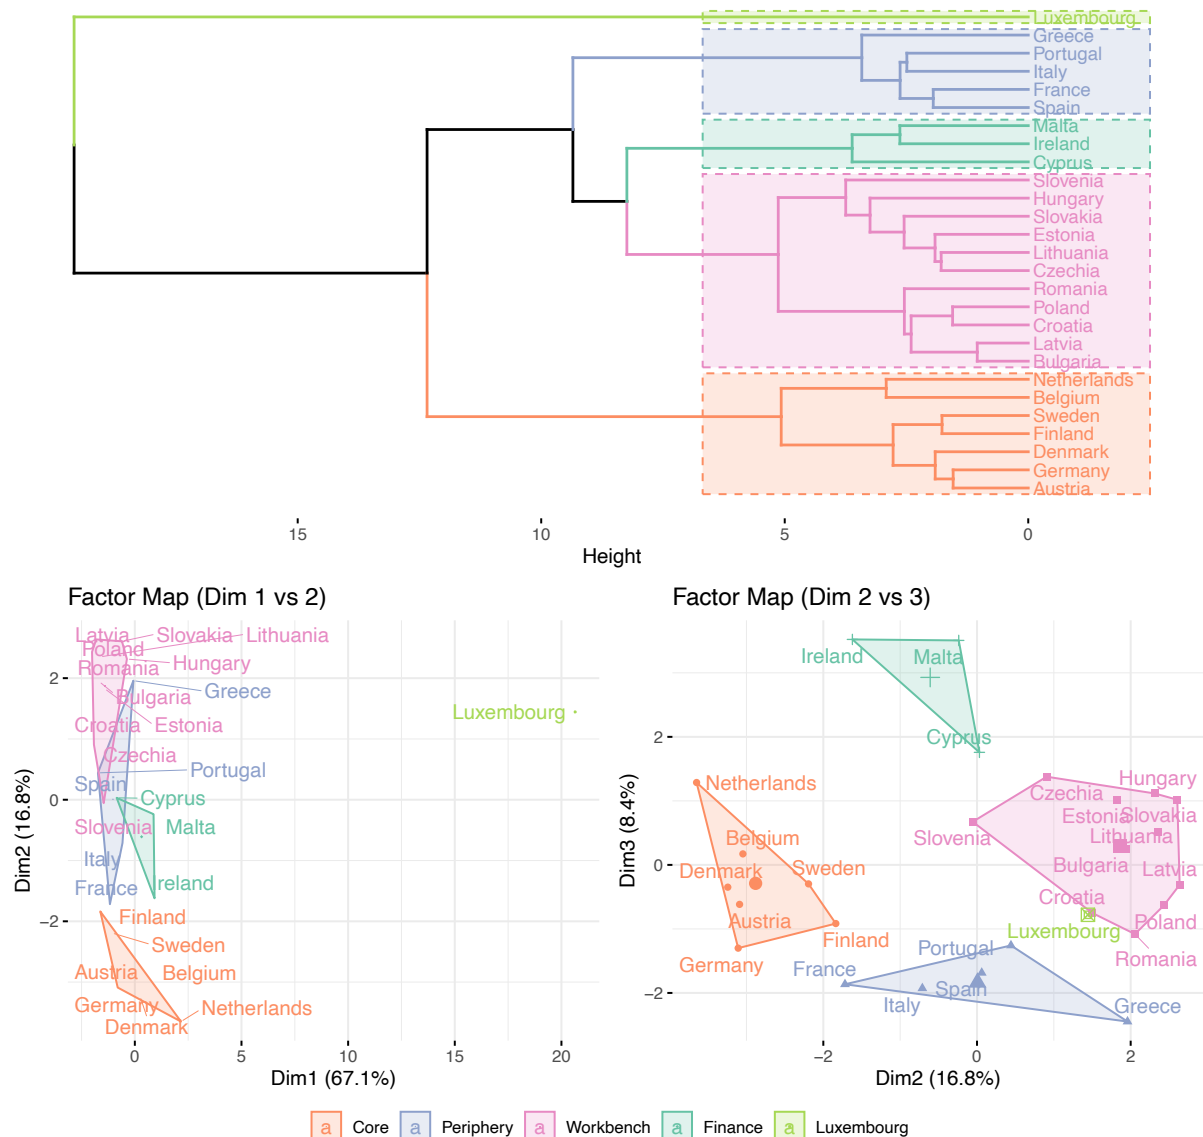 Luxembourg
Greece
Portugal
Italy
France
Spain
Malta
Ireland
Cyprus
Slovenia
Hungary
Slovakia
Estonia
Lithuania
Czechia
Romania
Poland
Croatia
Latvia
Bulgaria
Netherlands
Belgium
Sweden
Finland
Denmark
Germany
Austria
15 10 5 0
Height
Factor Map (Dim 1 vs 2)
Latvia Slovakia Lithuania
Poland
Romania Hungary
Bulgaria Greece
Croatia Estonia Luxembourg
Czechia
Spain Portugal
Cyprus
Slovenia Malta
Italy
France Ireland
Finland
Sweden
Austria Belgium
Germany Netherlands
Denmark
2
0
−2
Dim2 (16.8%)
0 5 10 15 20
Dim1 (67.1%)
Factor Map (Dim 2 vs 3)
Ireland Malta
Cyprus
Netherlands Czechia Hungary
Slovenia Estonia Slovakia
Belgium Lithuania
Denmark Sweden Bulgaria Latvia
Austria Croatia Poland
Finland Luxembourg
Germany Portugal Romania
France Spain
Italy Greece
2
0
−2
Dim3 (8.4%)
−2 0 2
Dim2 (16.8%)
a Core a Periphery a Workbench a Finance a Luxembourg